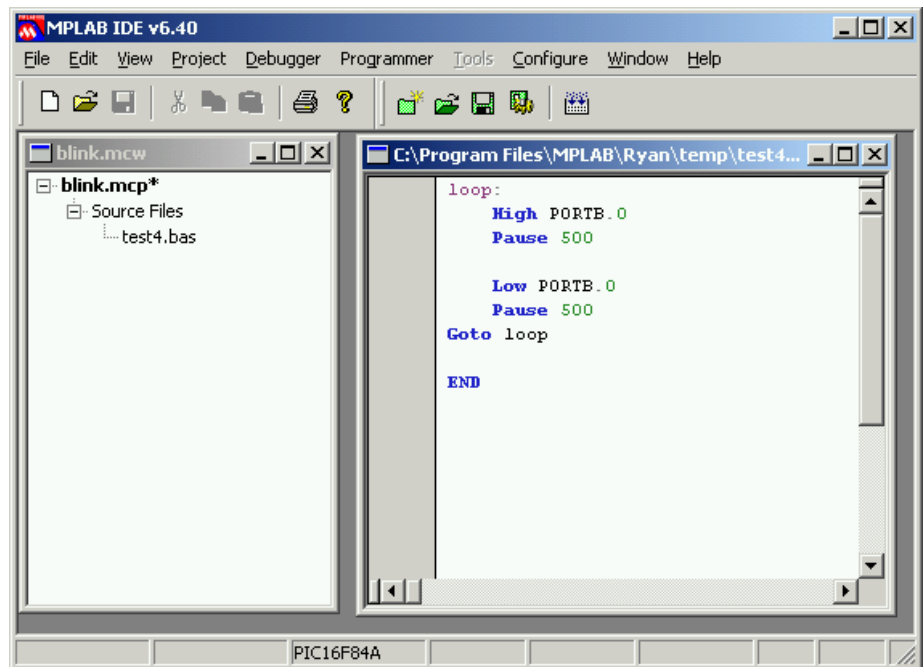 MPLAB IDE v6.40
File Edit View Project Debugger Programmer Tools Configure Window Help
blink.mcw
blink.mcp*
Source Files
test4.bas
C:\Program Files\MPLAB\Ryan\temp\test4...
loop:
High PORTB.0
Pause 500
Low PORTB.0
Pause 500
Goto loop
END
PIC16F84A